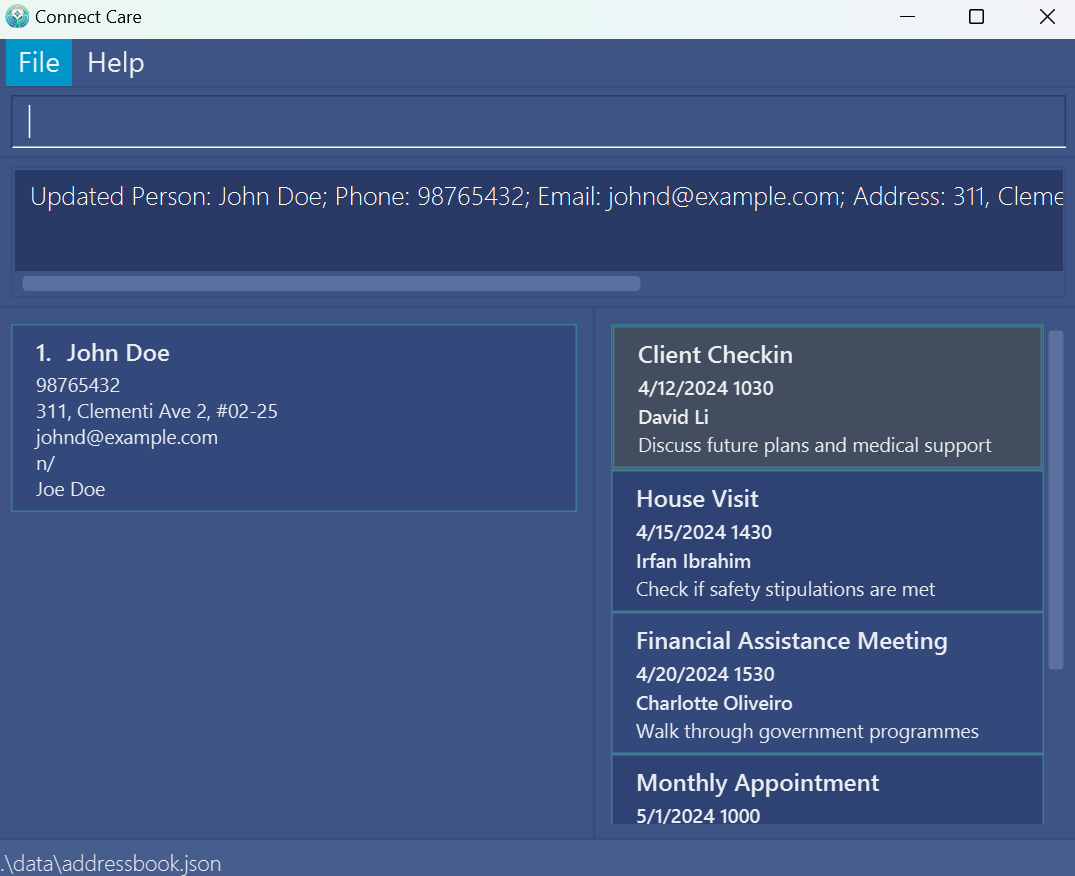 Connect Care
File Help
Updated Person: John Doe; Phone: 98765432; Email: johnd@example.com; Address: 311, Cleme
1. John Doe
98765432
311, Clementi Ave 2, #02-25
johnd@example.com
n/
Joe Doe
Client Checkin
4/12/2024 1030
David Li
Discuss future plans and medical support
House Visit
4/15/2024 1430
Irfan Ibrahim
Check if safety stipulations are met
Financial Assistance Meeting
4/20/2024 1530
Charlotte Oliveiro
Walk through government programmes
Monthly Appointment
5/1/2024 1000
.\data\addressbook.json